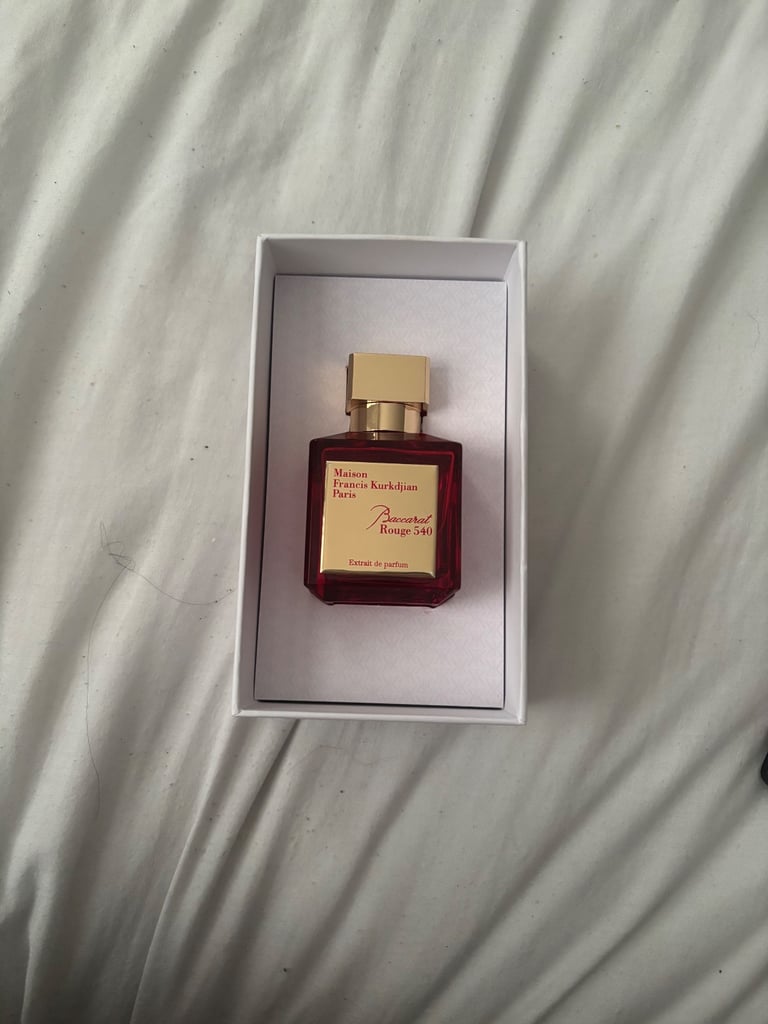 Maison
Francis Kurkdjian
Paris
Baccarat
Rouge 540
Extrait de parfum